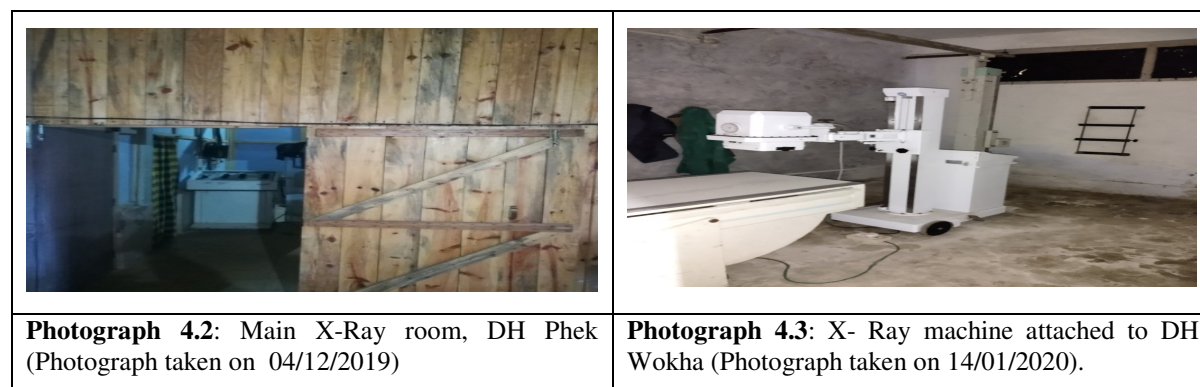 Photograph 4.2: Main X-Ray room, DH Phek
(Photograph taken on 04/12/2019)
Photograph 4.3: X- Ray machine attached to DH
Wokha (Photograph taken on 14/01/2020).